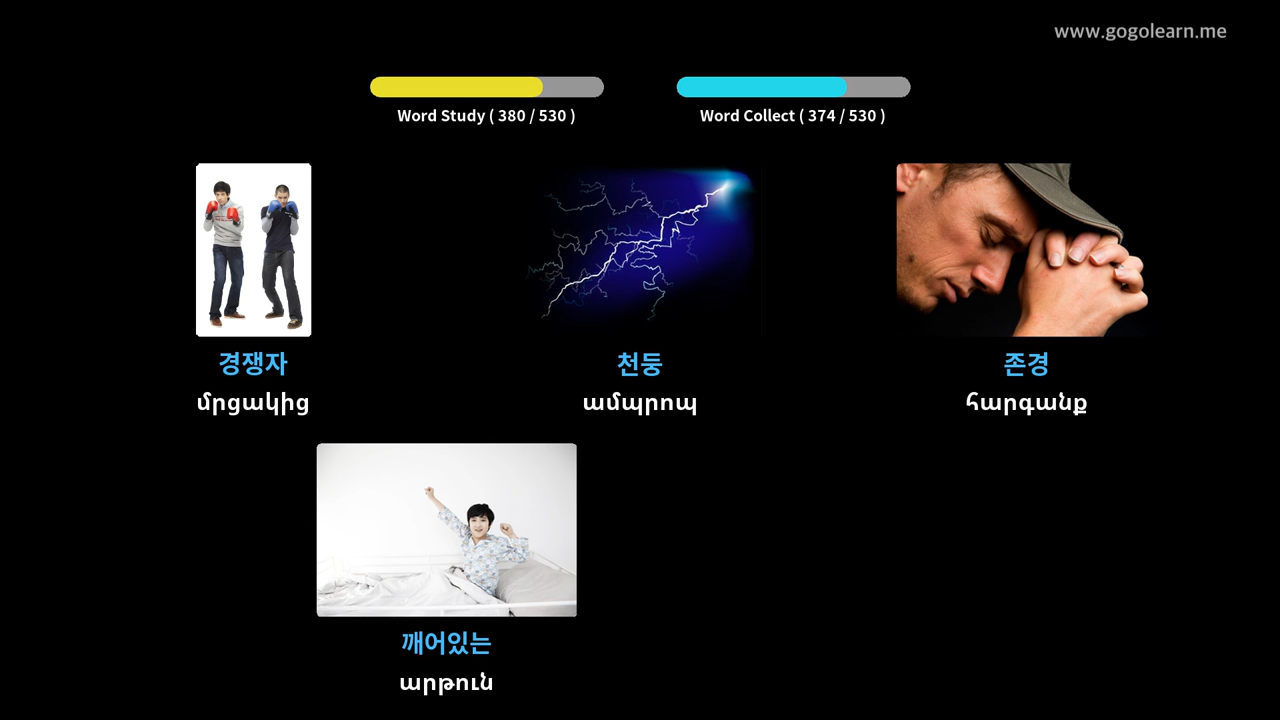 www.gogolearn.me
Word Study ( 380 / 530 )
Word Collect ( 374 / 530 )
경쟁자
մրցակից
천둥
ամպրոպ
존경
հարգանք
깨어있는
արթուն